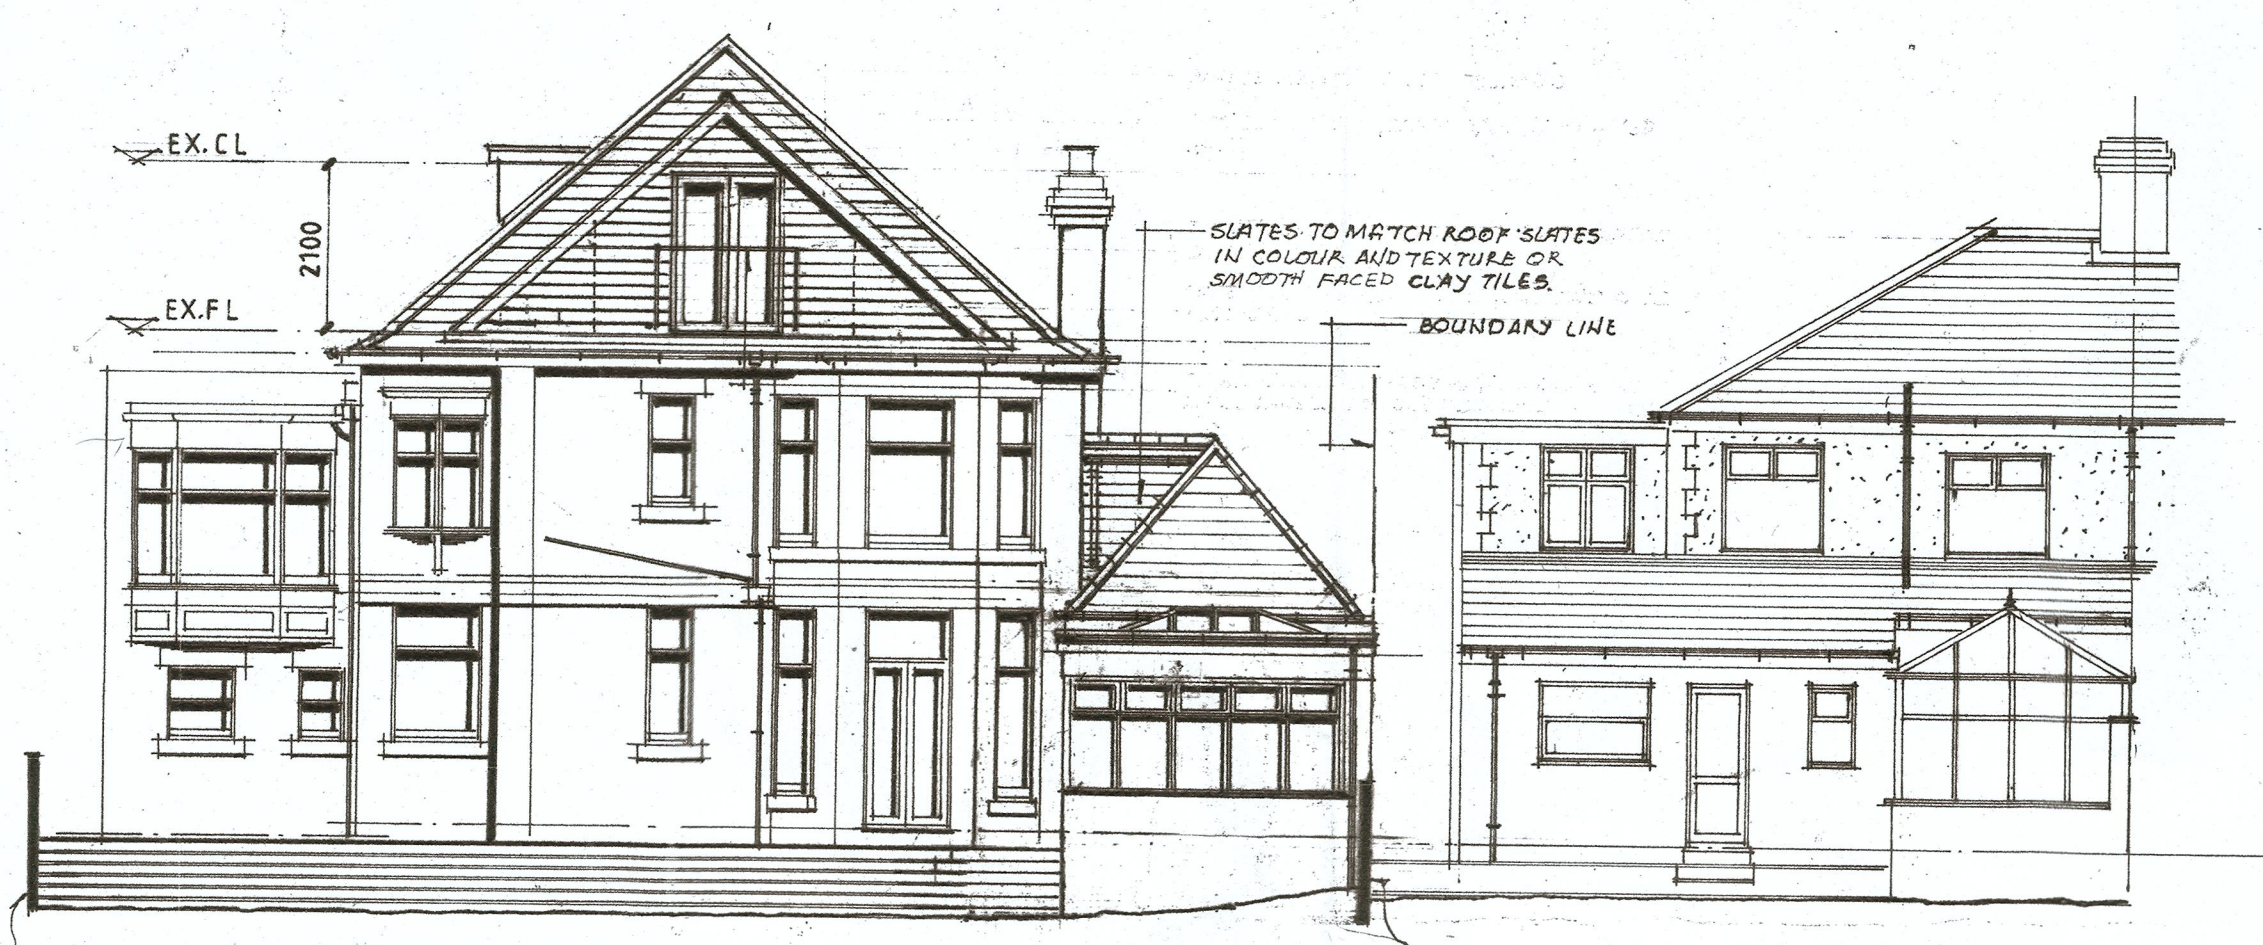 EX.CL
2100
EX.FL
SLATES TO MATCH ROOF SLATES
IN COLOUR AND TEXTURE OR
SMOOTH FACED CLAY TILES.
BOUNDARY LINE